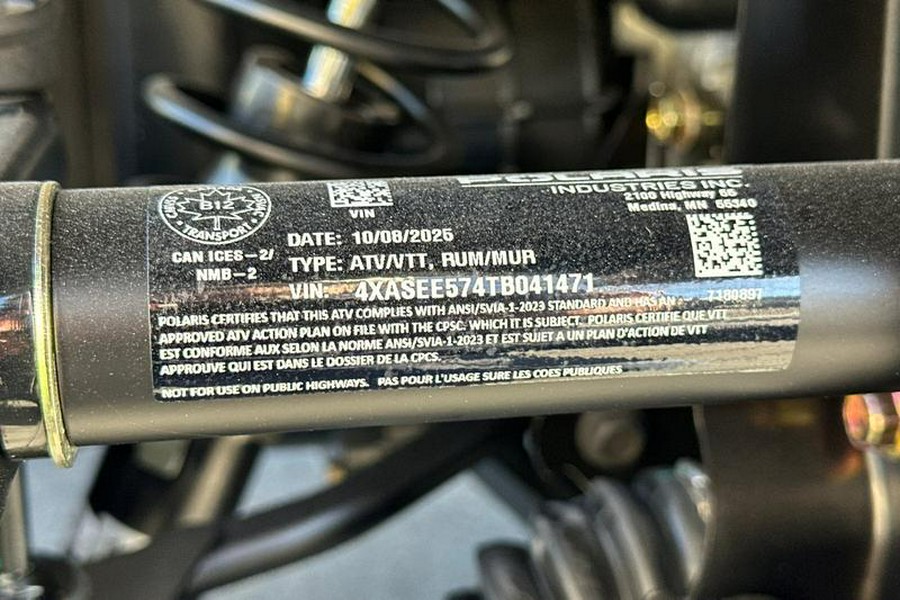 POLARIS
INDUSTRIES INC.
2100 Highway 55
Medina, MN 55340
B12
TRANSPORT
VIN
DATE: 10/08/2025
CAN ICES-2/
NMB-2
TYPE: ATV/VTT, RUM/MUR
VIN: 4XASEE574TB041471
7180897
POLARIS CERTIFIES THAT THIS ATV COMPLIES WITH ANSI/SVIA-1-2023 STANDARD AND HAS AN
APPROVED ATV ACTION PLAN ON FILE WITH THE CPSC. WHICH IT IS SUBJECT. POLARIS CERTIFIE QUE VTT
EST CONFORME AUX SELON LA NORME ANSI/SVIA-1-2023 ET EST SUJET A UN PLAN D'ACTION DE VTT
APPROUVE QUI EST DANS LE DOSSIER DE LA CPCS.
NOT FOR USE ON PUBLIC HIGHWAYS. PAS POUR L'USAGE SURE LES COES PUBLIQUES